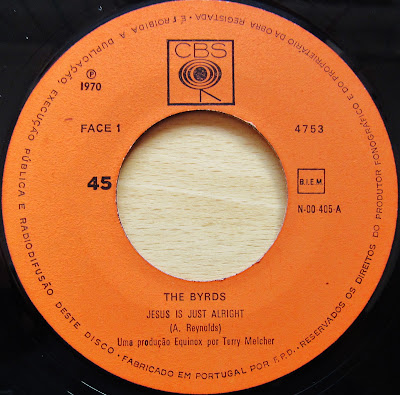 CBS
℗
1970
FACE 1
4753
45
B.I.E.M.
N-00 405-A
THE BYRDS
JESUS IS JUST ALRIGHT
(A. Reynolds)
Uma produção Equinox por Terry Melcher
RESERVADOS OS DIREITOS DO PRODUTOR FONOGRÁFICO E DO PROPRIETÁRIO DA OBRA REGISTADA - É PROIBIDA A DUPLICAÇÃO, EXECUÇÃO PÚBLICA E RADIODIFUSÃO DESTE DISCO - FABRICADO EM PORTUGAL POR F.P.D. -